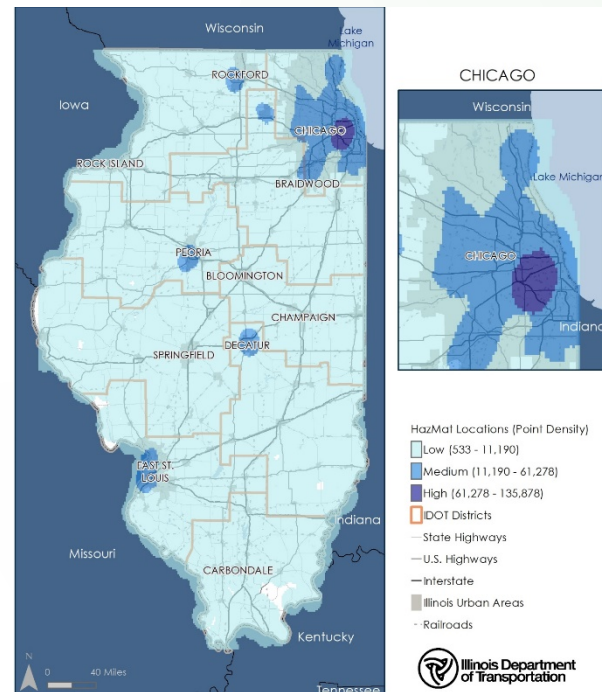 Wisconsin
Lake
Michigan
ROCKFORD
Iowa
CHICAGO
ROCK ISLAND
BRAIDWOOD
PEORIA
BLOOMINGTON
CHAMPAIGN
DECATUR
SPRINGFIELD
EAST ST.
LOUIS
Indiana
Missouri
CARBONDALE
Kentucky
N
0 40 Miles
Tennessee
CHICAGO
Wisconsin
Lake Michigan
CHICAGO
Indiana
HazMat Locations (Point Density)
Low (533 - 11,190)
Medium (11,190 - 61,278)
High (61,278 - 135,878)
IDOT Districts
State Highways
U.S. Highways
Interstate
Illinois Urban Areas
Railroads
Illinois Department
of Transportation